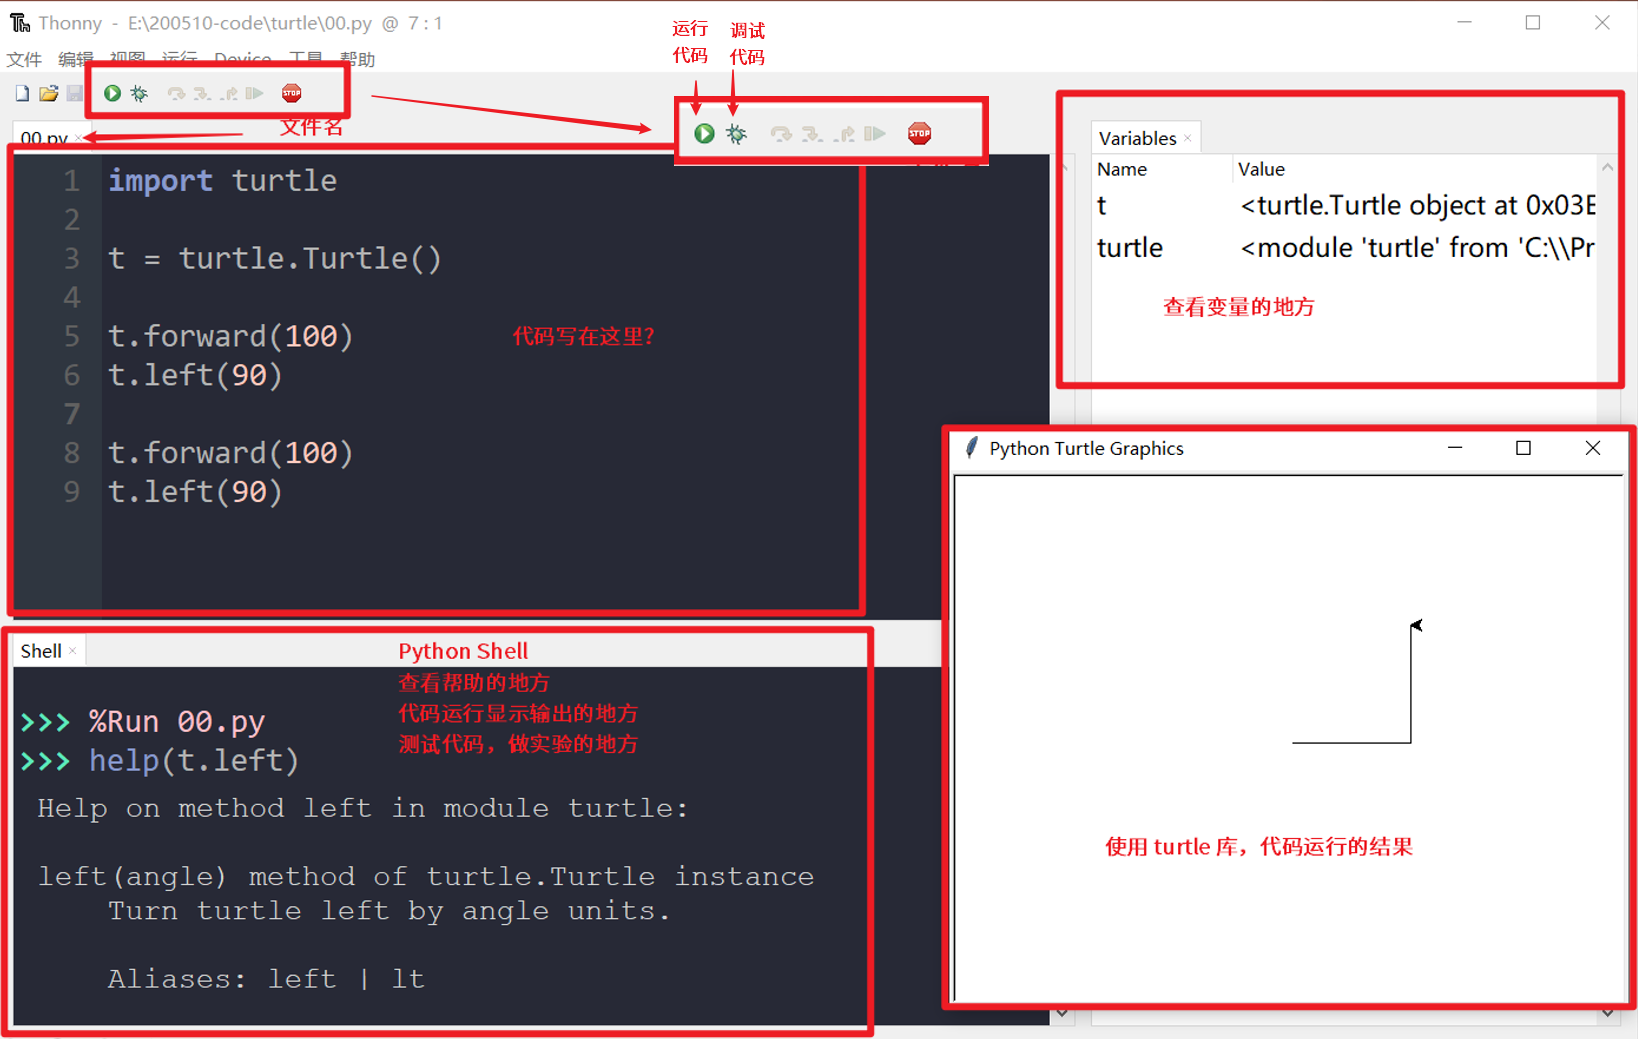 Thonny - E:\200510-code\turtle\00.py @ 7 : 1
文件 编辑 视图 运行 Device 工具 帮助
运行
代码
调试
代码
STOP
STOP
00.py
文件名
1 import turtle
2
3 t = turtle.Turtle()
4
5 t.forward(100)
6 t.left(90)
7
8 t.forward(100)
9 t.left(90)
代码写在这里？
Variables
Name Value
t <turtle.Turtle object at 0x03E
turtle <module 'turtle' from 'C:\\Pr
查看变量的地方
Shell
Python Shell
查看帮助的地方
代码运行显示输出的地方
测试代码，做实验的地方
>>> %Run 00.py
>>> help(t.left)
Help on method left in module turtle:
left(angle) method of turtle.Turtle instance
Turn turtle left by angle units.
Aliases: left | lt
Python Turtle Graphics
使用 turtle 库，代码运行的结果